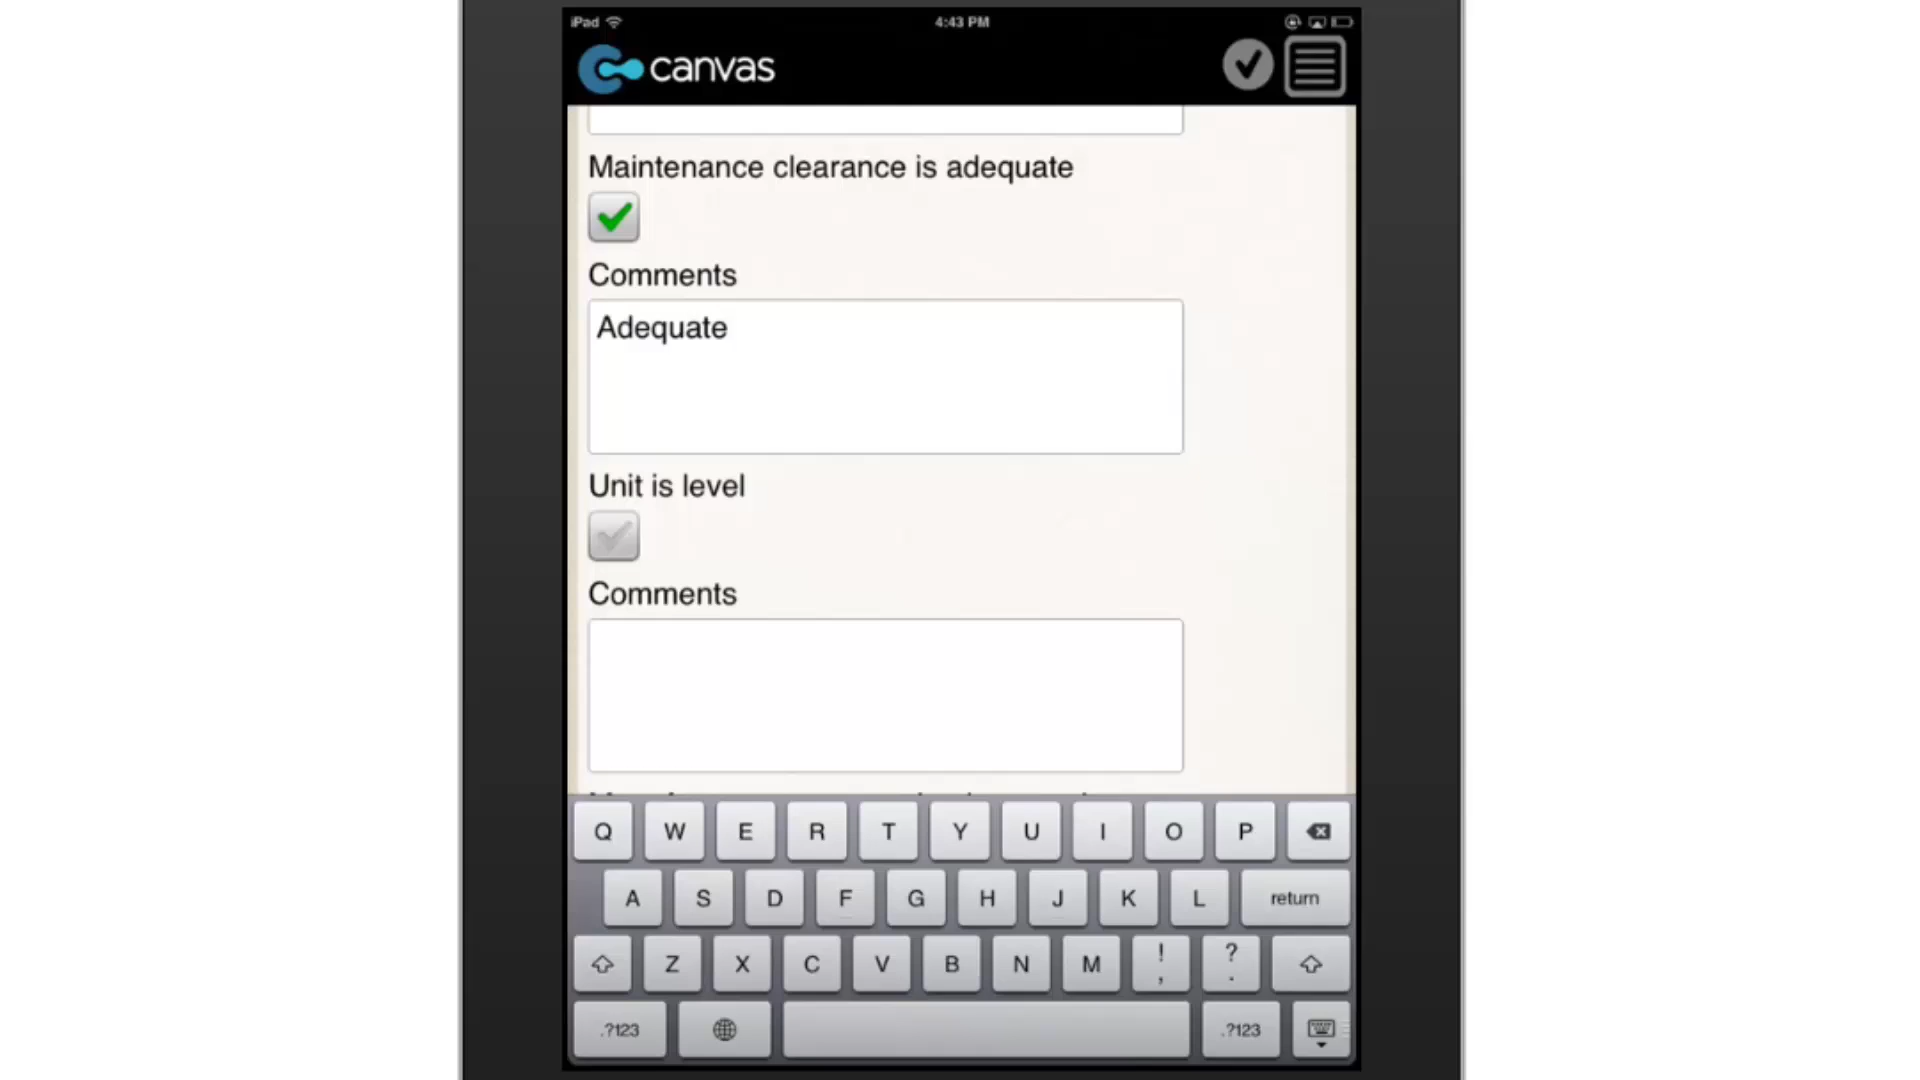 iPad
4:43 PM
canvas
Maintenance clearance is adequate
Comments
Adequate
Unit is level
Comments
Q W E R T Y U I O P
A S D F G H J K L return
Z X C V B N M ! , ? .
.?123 .?123